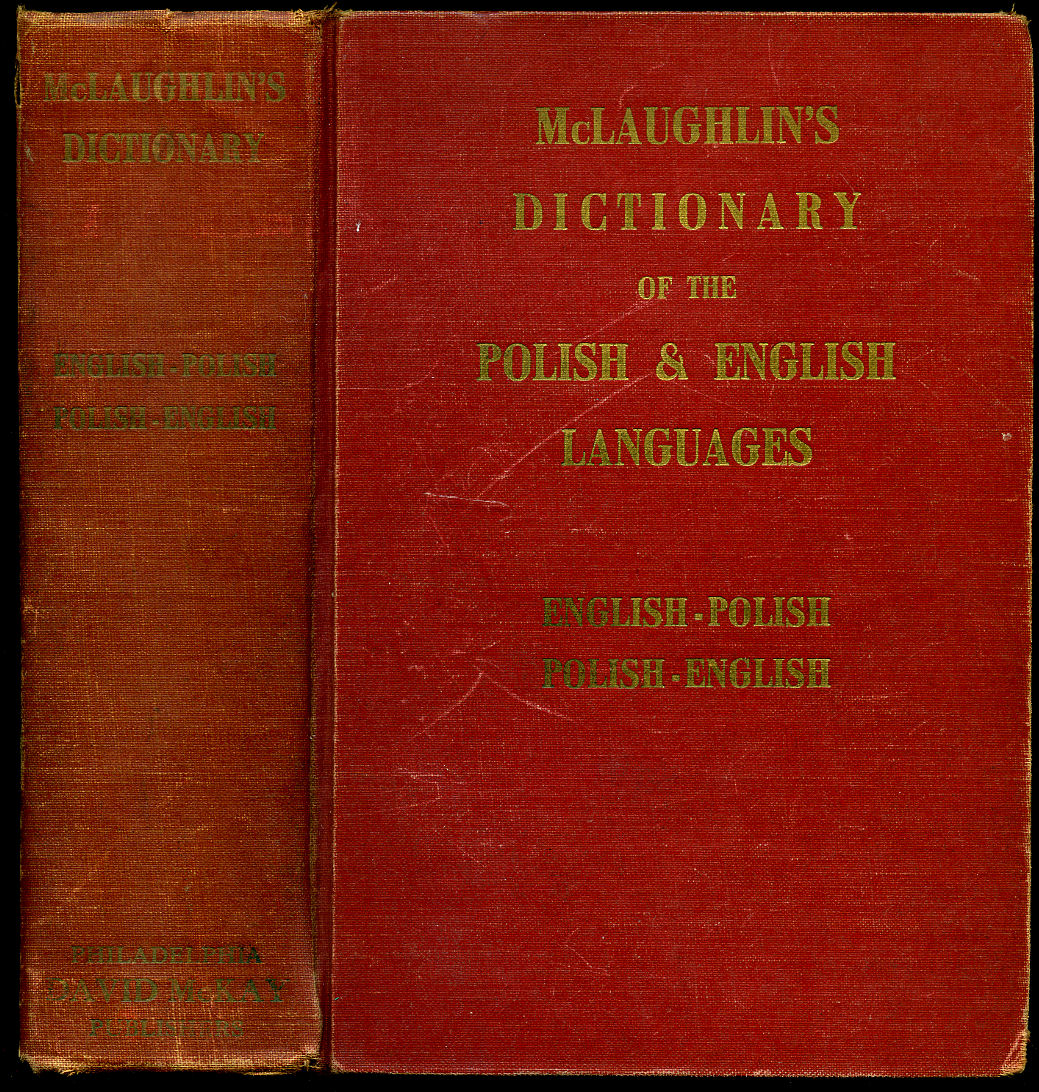 McLAUGHLIN'S
DICTIONARY
ENGLISH-POLISH
POLISH-ENGLISH
PHILADELPHIA
DAVID McKAY
PUBLISHERS
McLAUGHLIN'S
DICTIONARY
OF THE
POLISH & ENGLISH
LANGUAGES
ENGLISH-POLISH
POLISH-ENGLISH